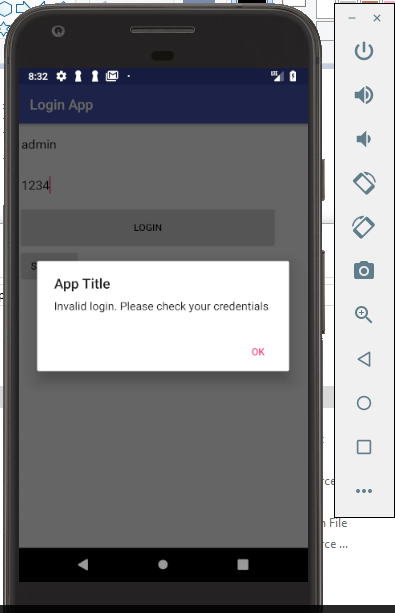 8:32
Login App
admin
1234
LOGIN
S
App Title
Invalid login. Please check your credentials
OK
rce
n File
rce ...